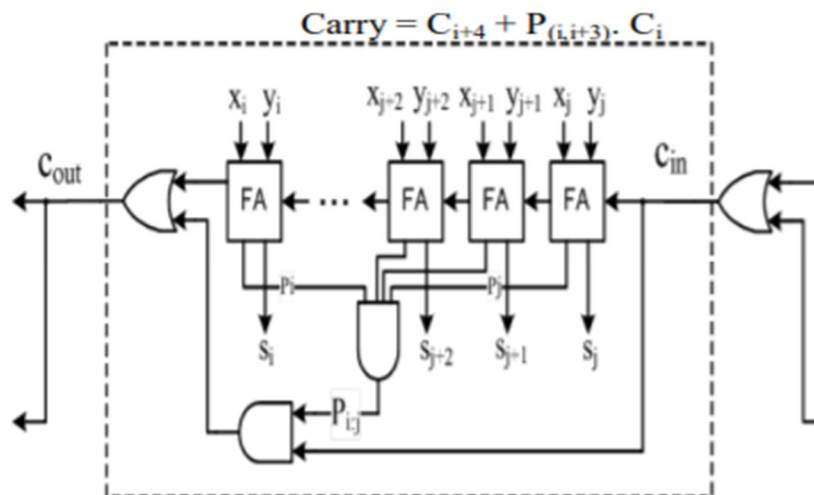 Carry = C_{i+4} + P_{(i,i+3)}. C_i
x_i y_i x_{j+2} y_{j+2} x_{j+1} y_{j+1} x_j y_j
c_out c_in
FA ... FA FA FA
P_i P_j
s_i s_{j+2} s_{j+1} s_j
P_{i:j}